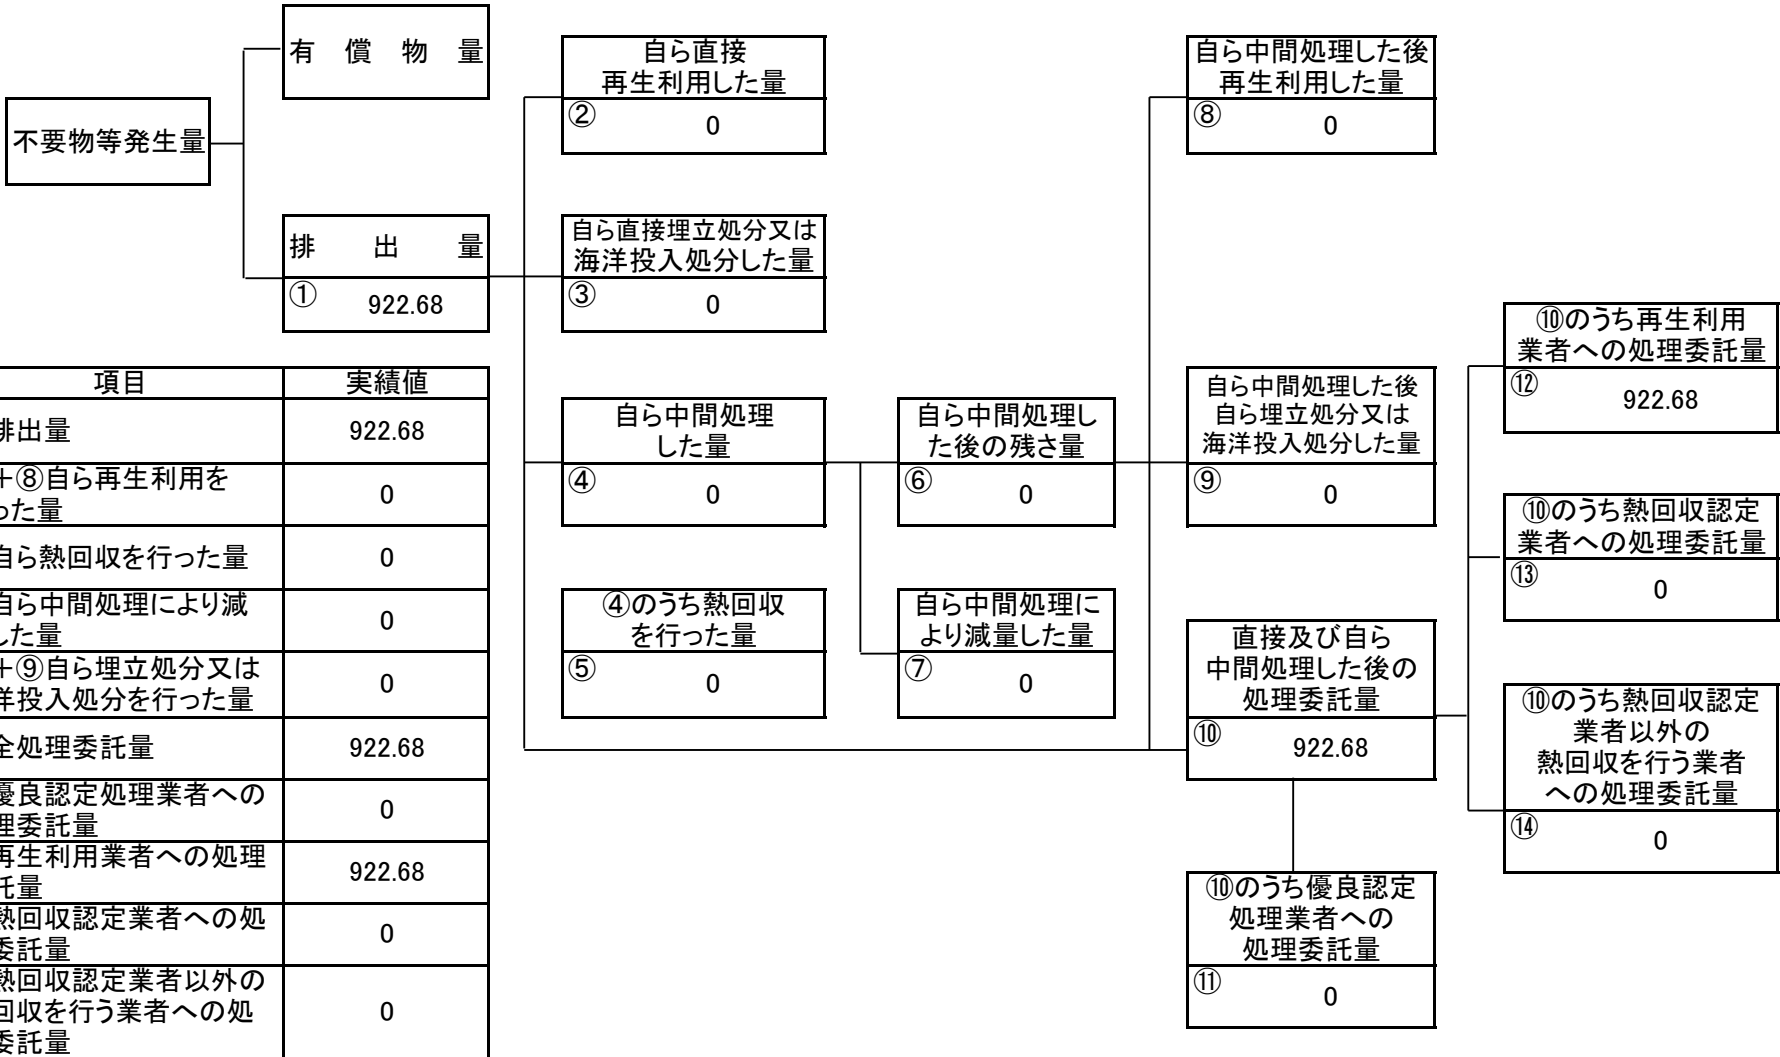 有償物量
不要物等発生量
排出量
①
922.68
自ら直接
再生利用した量
②
0
自ら直接埋立処分又は
海洋投入処分した量
③
0
自ら中間処理
した量
④
0
④のうち熱回収
を行った量
⑤
0
自ら中間処理し
た後の残さ量
⑥
0
自ら中間処理に
より減量した量
⑦
0
自ら中間処理した後
再生利用した量
⑧
0
自ら中間処理した後
自ら埋立処分又は
海洋投入処分した量
⑨
0
直接及び自ら
中間処理した後の
処理委託量
⑩
922.68
⑩のうち優良認定
処理業者への
処理委託量
⑪
0
⑩のうち再生利用
業者への処理委託量
⑫
922.68
⑩のうち熱回収認定
業者への処理委託量
⑬
0
⑩のうち熱回収認定
業者以外の
熱回収を行う業者
への処理委託量
⑭
0
項目 実績値
排出量 922.68
+⑧自ら再生利用を
った量 0
自ら熱回収を行った量 0
自ら中間処理により減
した量 0
+⑨自ら埋立処分又は
洋投入処分を行った量 0
全処理委託量 922.68
優良認定処理業者への
理委託量 0
再生利用業者への処理
託量 922.68
熱回収認定業者への処
委託量 0
熱回収認定業者以外の
回収を行う業者への処
委託量 0